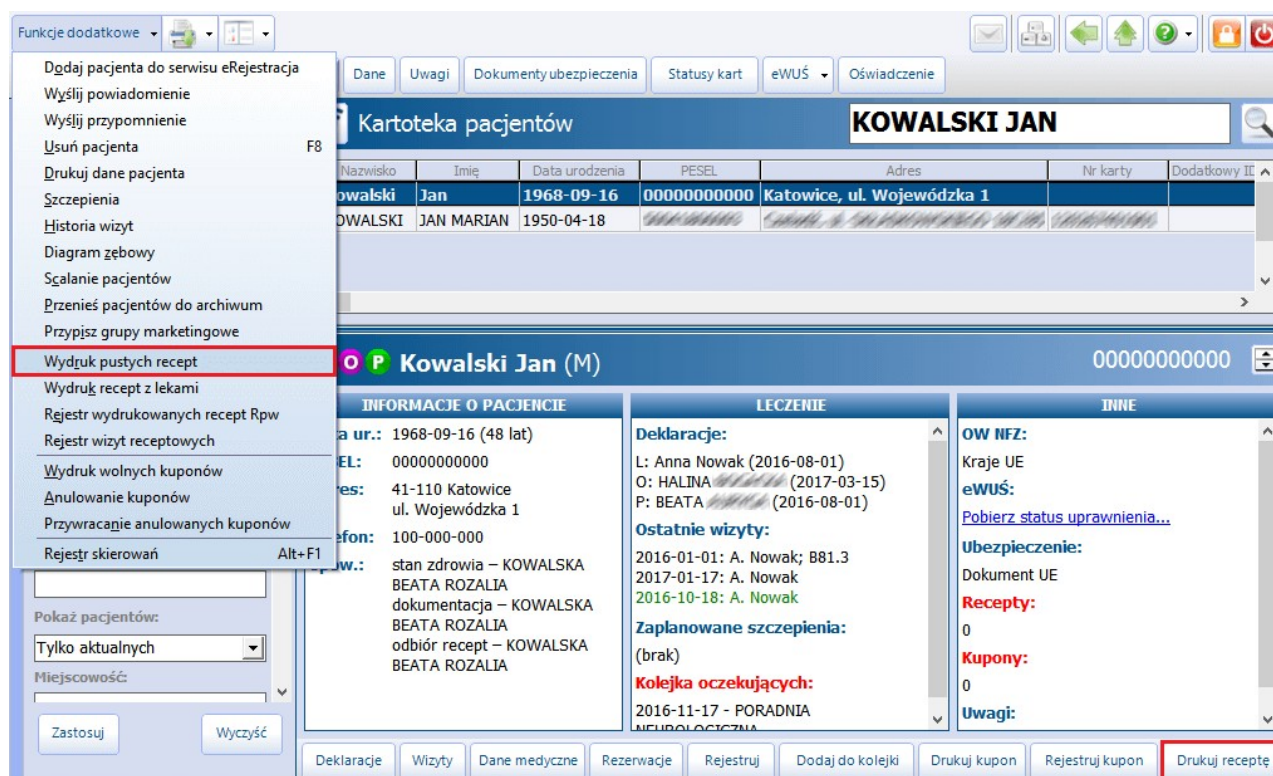 Funkcje dodatkowe
Dodaj pacjenta do serwisu eRejestracja
Wyślij powiadomienie
Wyślij przypomnienie
Usuń pacjenta F8
Drukuj dane pacjenta
Szczepienia
Historia wizyt
Diagram zębowy
Scalanie pacjentów
Przenieś pacjentów do archiwum
Przypisz grupy marketingowe
Wydruk pustych recept
Wydruk recept z lekami
Rejestr wydrukowanych recept Rpw
Rejestr wizyt receptowych
Wydruk wolnych kuponów
Anulowanie kuponów
Przywracanie anulowanych kuponów
Rejestr skierowań Alt+F1
Pokaż pacjentów:
Tylko aktualnych
Miejscowość:
Zastosuj Wyczyść
Dane Uwagi Dokumenty ubezpieczenia Statusy kart eWUŚ Oświadczenie
Kartoteka pacjentów KOWALSKI JAN
Nazwisko Imię Data urodzenia PESEL Adres Nr karty Dodatkowy ID
owalski Jan 1968-09-16 00000000000 Katowice, ul. Wojewódzka 1
OWALSKI JAN MARIAN 1950-04-18
O P Kowalski Jan (M) 00000000000
INFORMACJE O PACJENCIE
a ur.: 1968-09-16 (48 lat)
EL: 00000000000
res: 41-110 Katowice
ul. Wojewódzka 1
efon: 100-000-000
stan zdrowia – KOWALSKA
BEATA ROZALIA
dokumentacja – KOWALSKA
BEATA ROZALIA
odbiór recept – KOWALSKA
BEATA ROZALIA
LECZENIE
Deklaracje:
L: Anna Nowak (2016-08-01)
O: HALINA (2017-03-15)
P: BEATA (2016-08-01)
Ostatnie wizyty:
2016-01-01: A. Nowak; B81.3
2017-01-17: A. Nowak
2016-10-18: A. Nowak
Zaplanowane szczepienia:
(brak)
Kolejka oczekujących:
2016-11-17 - PORADNIA
NEUROLOGICZNA
INNE
OW NFZ:
Kraje UE
eWUŚ:
Pobierz status uprawnienia...
Ubezpieczenie:
Dokument UE
Recepty:
0
Kupony:
0
Uwagi:
Deklaracje Wizyty Dane medyczne Rezerwacje Rejestruj Dodaj do kolejki Drukuj kupon Rejestruj kupon Drukuj receptę